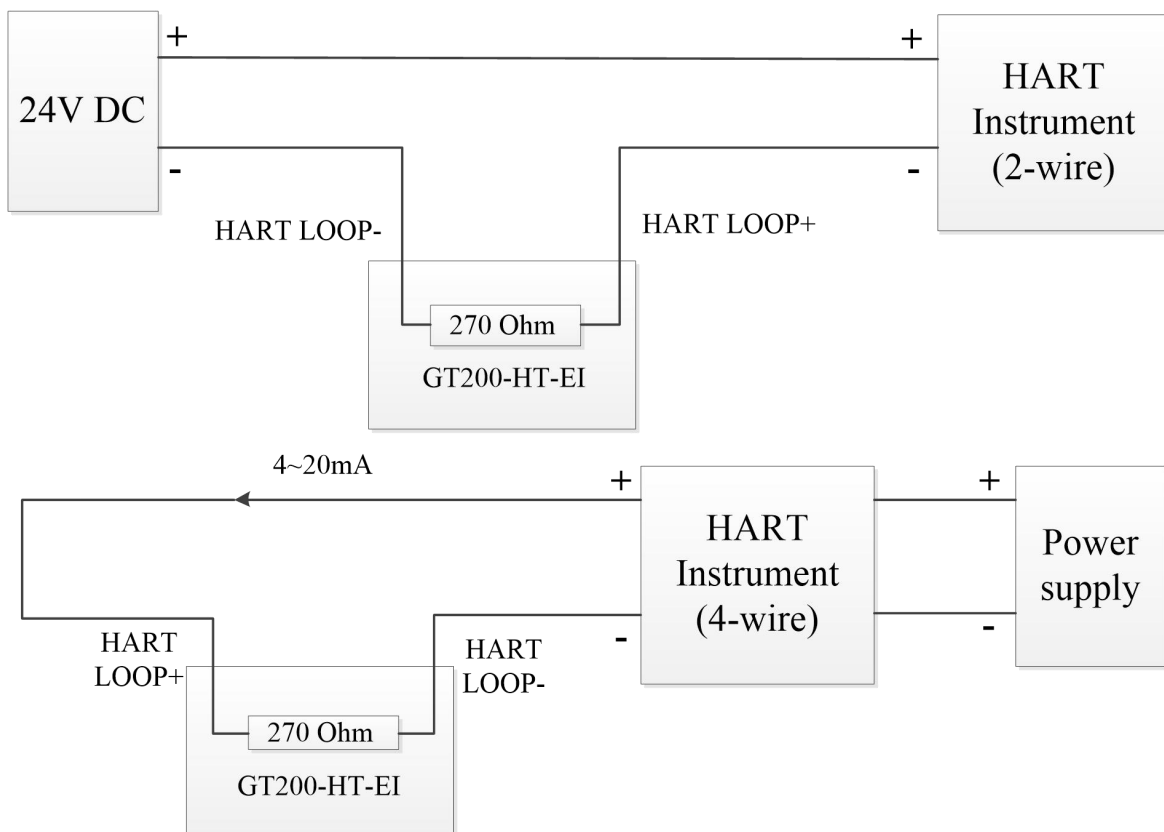 +
+
24V DC
HART
Instrument
(2-wire)
-
-
HART LOOP-
HART LOOP+
270 Ohm
GT200-HT-EI
4~20mA
+
+
HART
Instrument
(4-wire)
Power
supply
-
-
HART
LOOP+
HART
LOOP-
270 Ohm
GT200-HT-EI